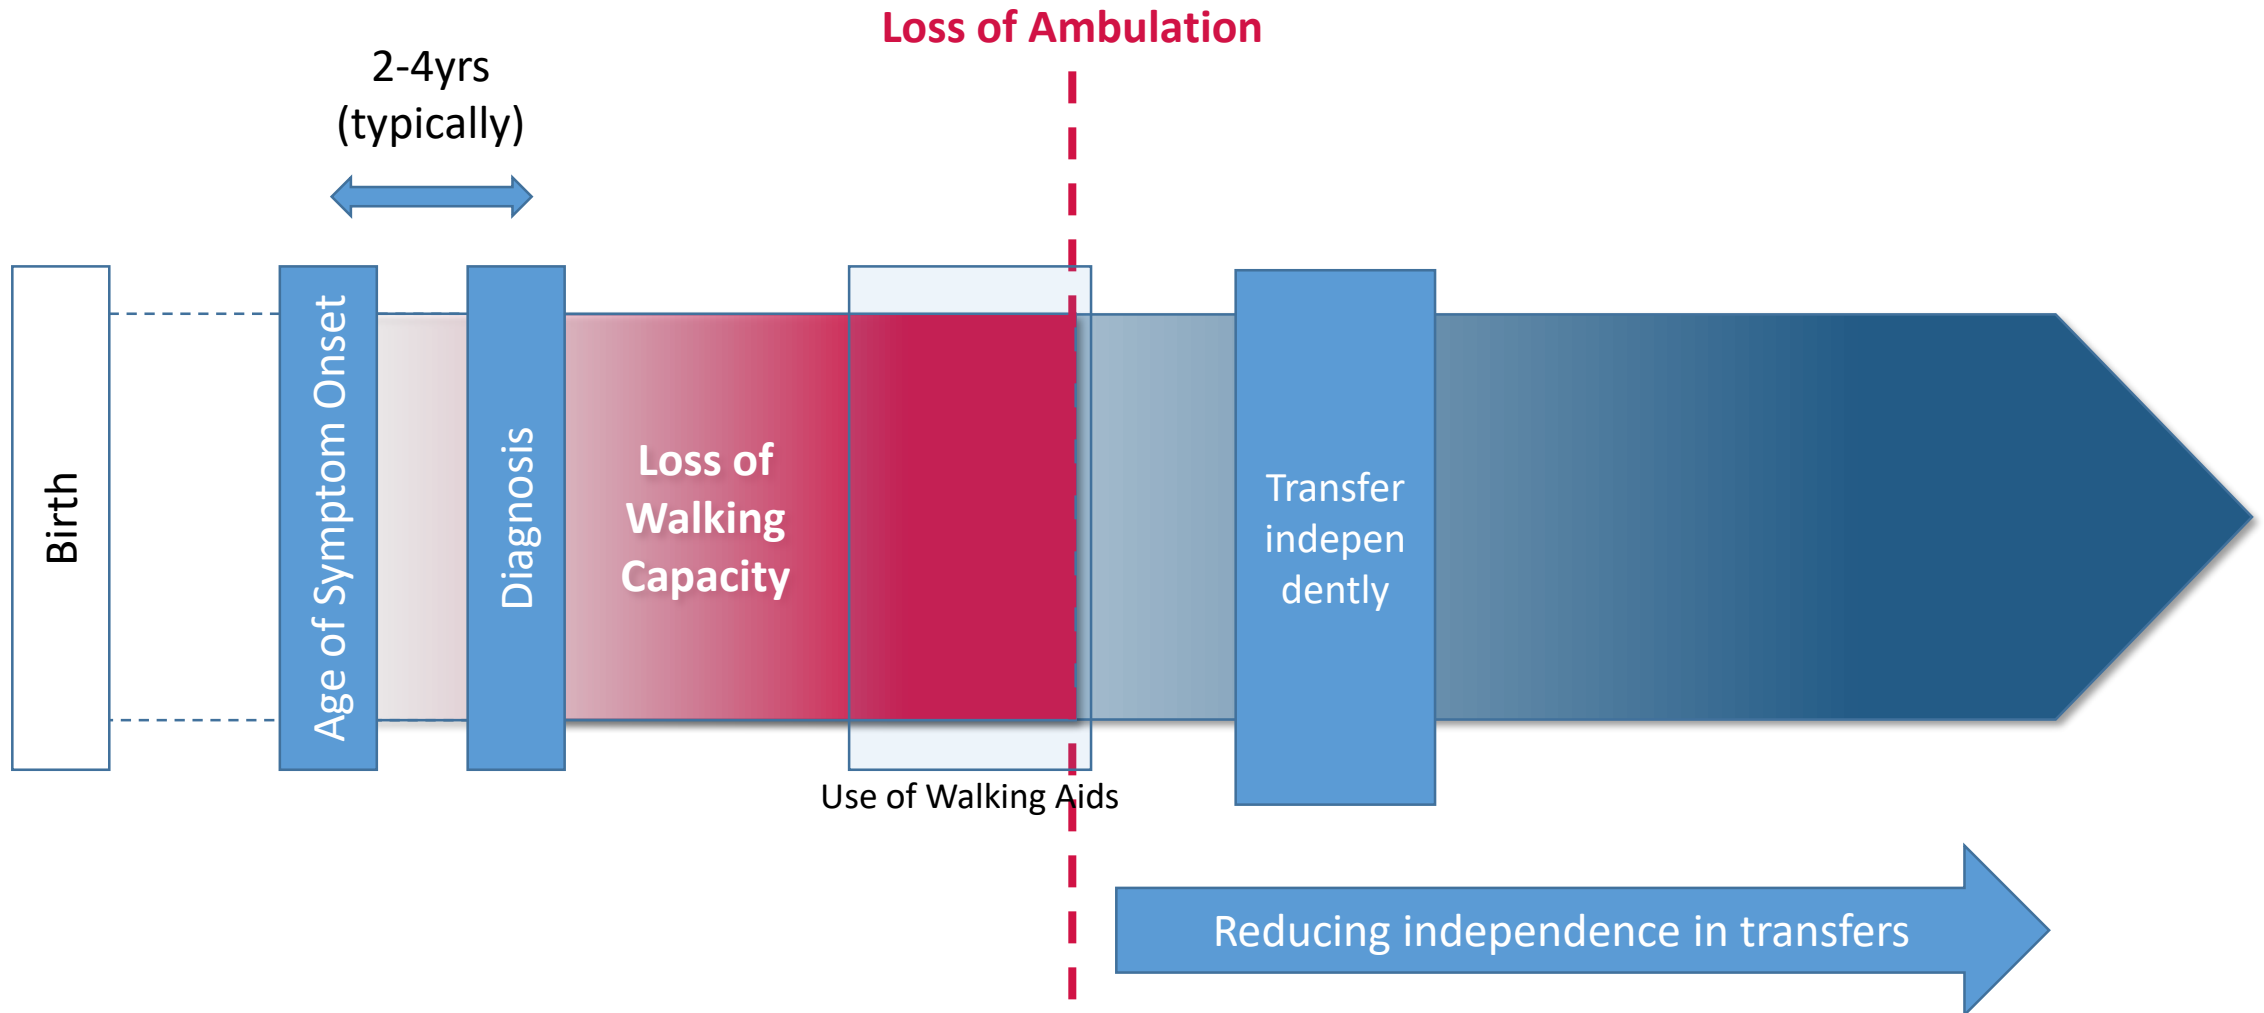 Loss of Ambulation
2-4yrs
(typically)
Birth
Age of Symptom Onset
Diagnosis
Loss of
Walking
Capacity
Transfer
indepen
dently
Use of Walking Aids
Reducing independence in transfers